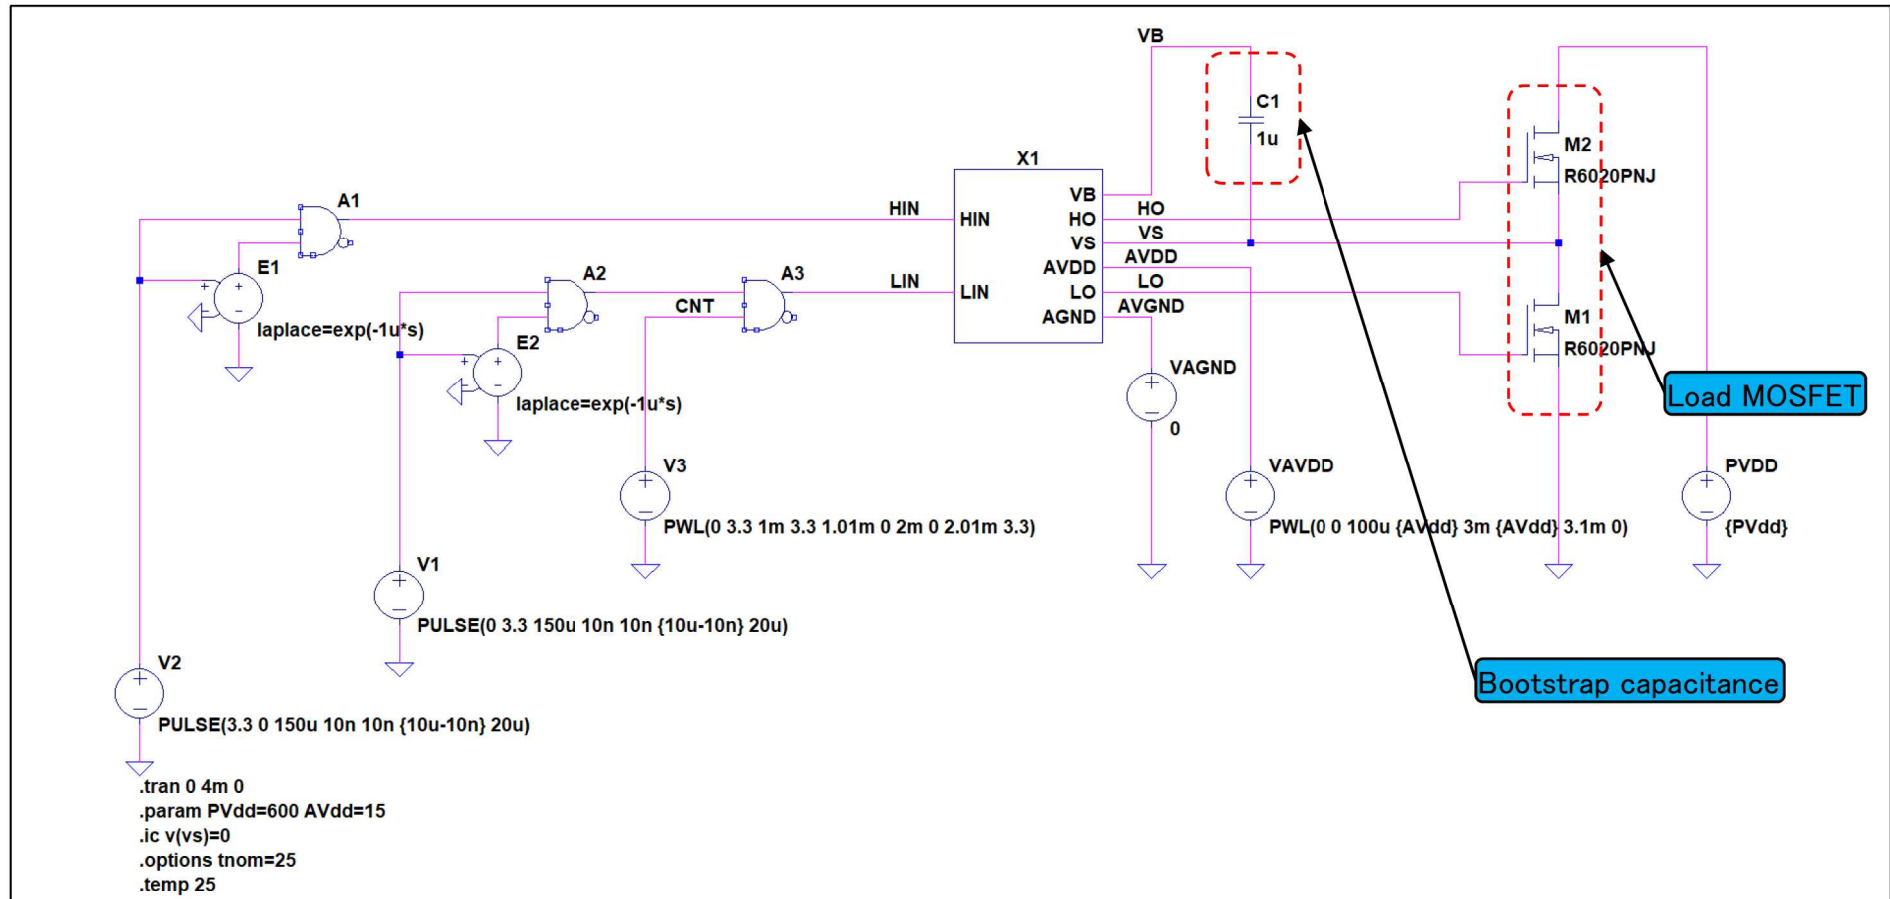 VB
C1
1u
M2
R6020PNJ
X1
VB
HO
VS
AVDD
LO
AGND
HIN
LIN
HO
VS
AVDD
LO
AVGND
A1
HIN
E1
laplace=exp(-1u*s)
A2
A3
LIN
CNT
E2
laplace=exp(-1u*s)
M1
R6020PNJ
Load MOSFET
VAGND
0
V3
PWL(0 3.3 1m 3.3 1.01m 0 2m 0 2.01m 3.3)
VAVDD
PWL(0 0 100u {AVdd} 3m {AVdd} 3.1m 0)
PVDD
{PVdd}
V1
PULSE(0 3.3 150u 10n 10n {10u-10n} 20u)
Bootstrap capacitance
V2
PULSE(3.3 0 150u 10n 10n {10u-10n} 20u)
.tran 0 4m 0
.param PVdd=600 AVdd=15
.ic v(vs)=0
.options tnom=25
.temp 25